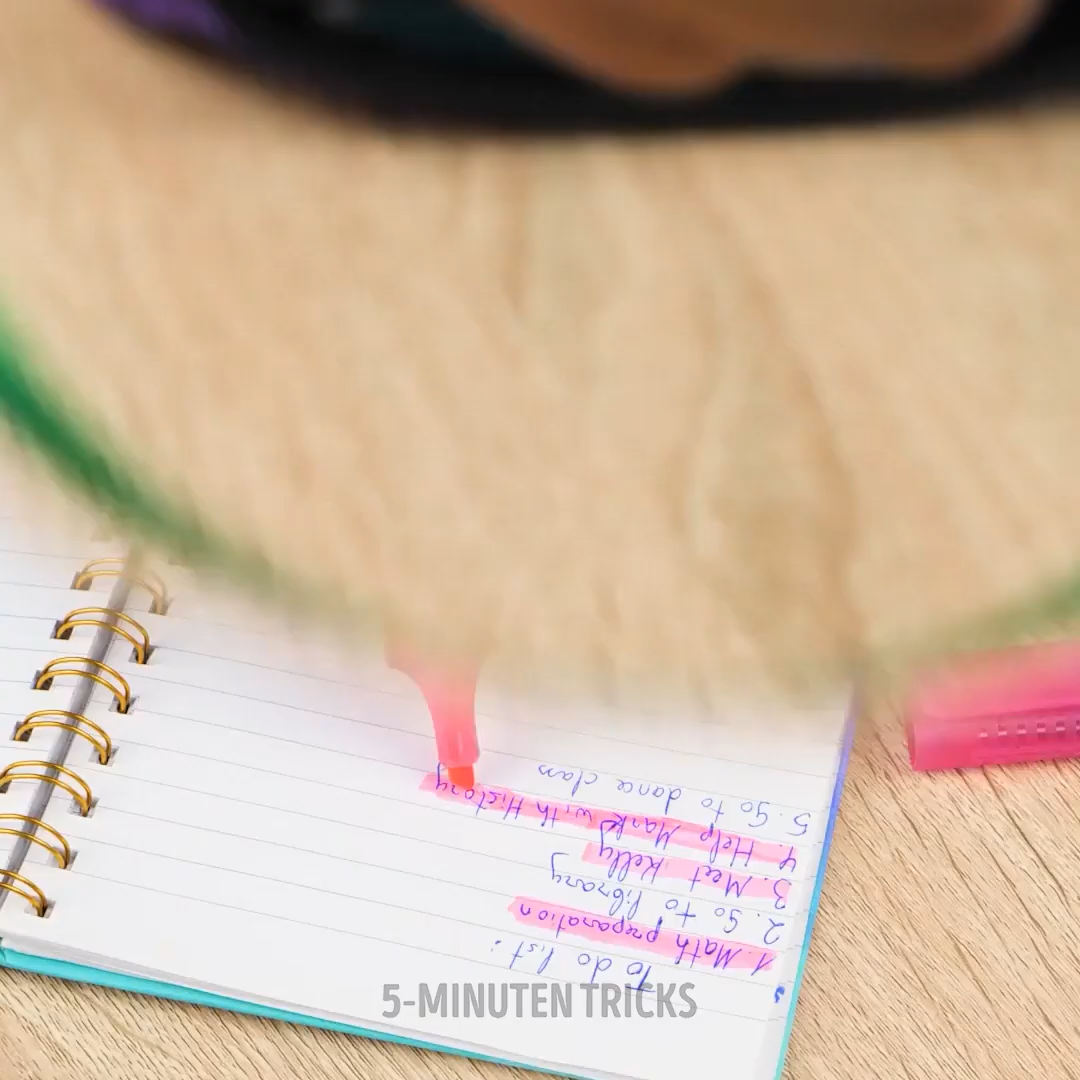 To do list:
1. Math preparation
2. Go to library
3. Meet Kelly
4. Help Mark with History
5. Go to dance class
5-MINUTEN TRICKS